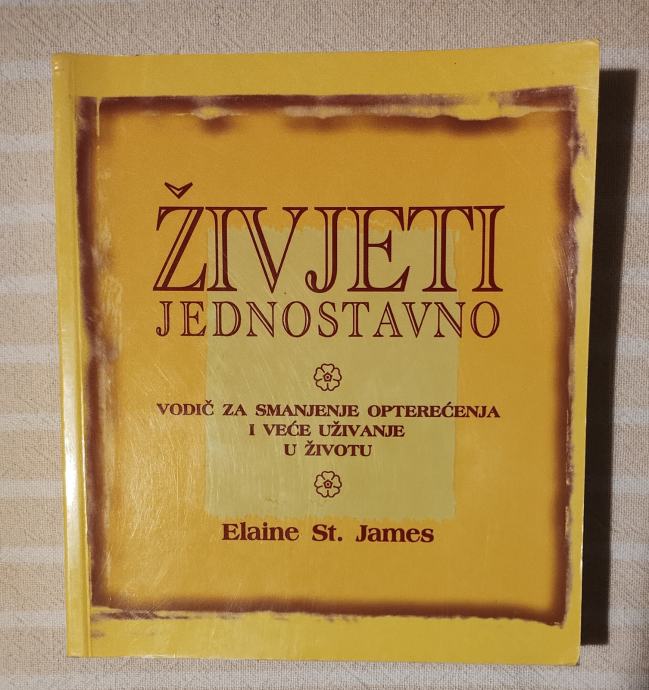 ŽIVJETI
JEDNOSTAVNO
VODIČ ZA SMANJENJE OPTEREĆENJA
I VEĆE UŽIVANJE
U ŽIVOTU
Elaine St. James